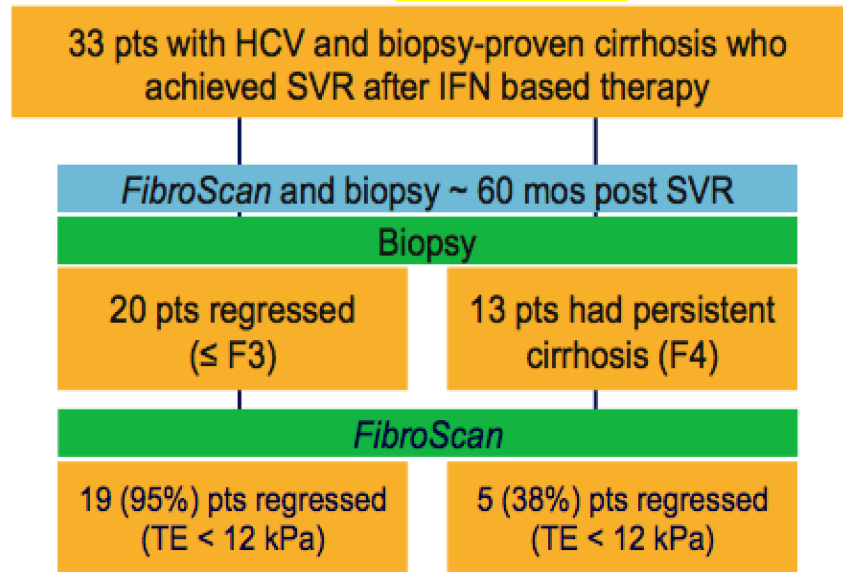 33 pts with HCV and biopsy-proven cirrhosis who
achieved SVR after IFN based therapy
FibroScan and biopsy ~ 60 mos post SVR
Biopsy
20 pts regressed
(≤ F3)
13 pts had persistent
cirrhosis (F4)
FibroScan
19 (95%) pts regressed
(TE < 12 kPa)
5 (38%) pts regressed
(TE < 12 kPa)